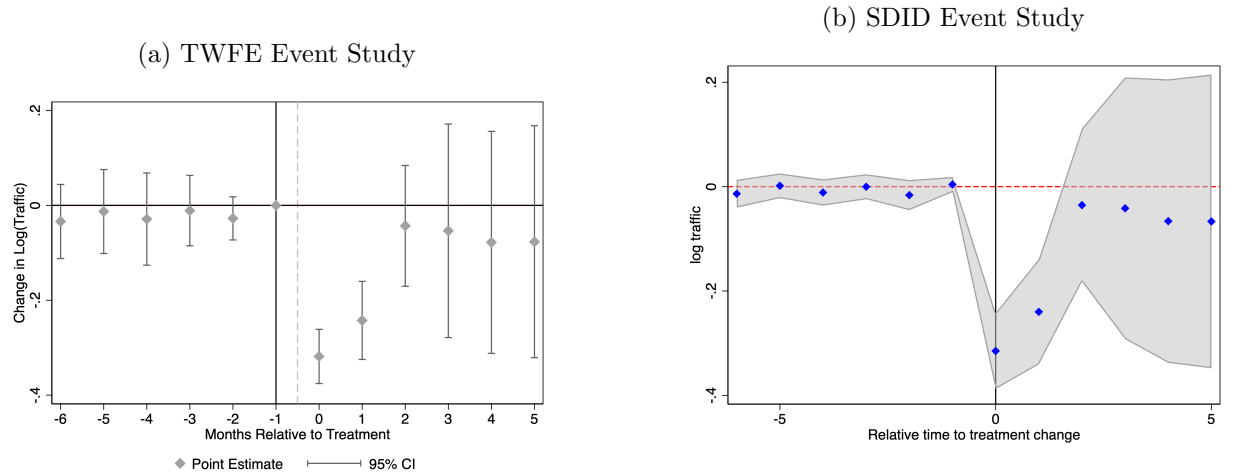 (a) TWFE Event Study
Change in Log(Traffic)
.2
0
-.2
-.4
-6 -5 -4 -3 -2 -1 0 1 2 3 4 5
Months Relative to Treatment
Point Estimate 95% CI
(b) SDID Event Study
log traffic
.2
0
-.2
-.4
-5 0 5
Relative time to treatment change